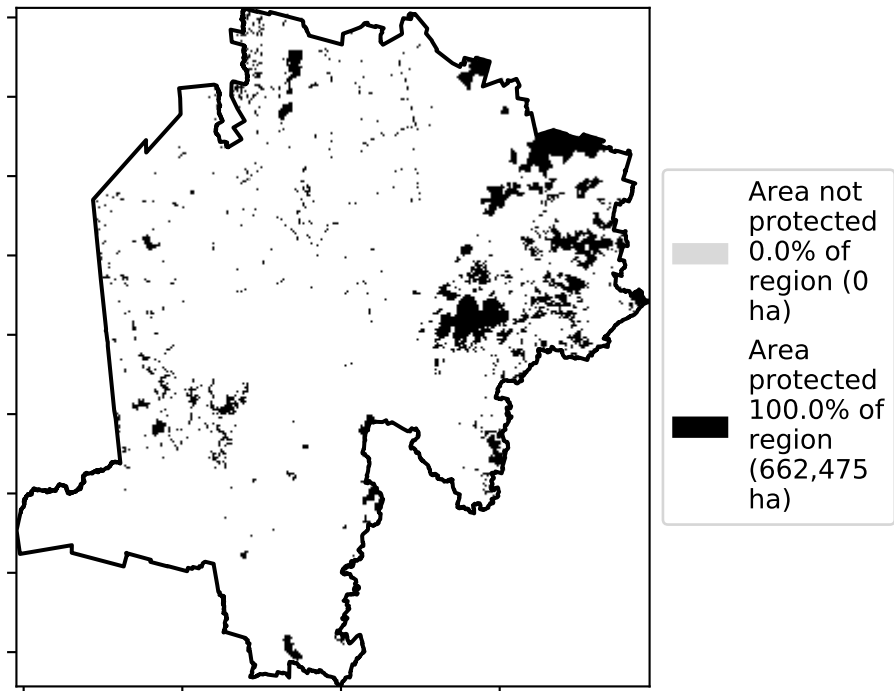 Area not
protected
0.0% of
region (0
ha)
Area
protected
100.0% of
region
(662,475
ha)